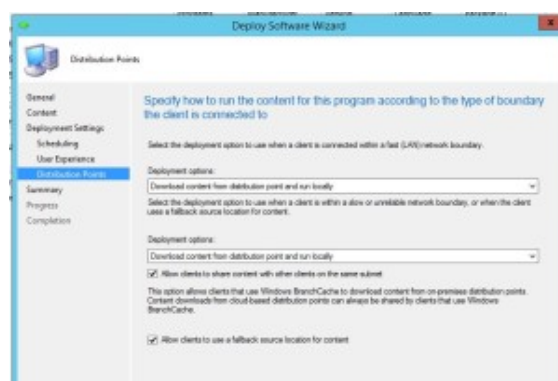 Deploy Software Wizard
Distribution Points
General
Content
Deployment Settings
Scheduling
User Experience
Distribution Points
Summary
Progress
Completion
Specify how to run the content for this program according to the type of boundary
the client is connected to
Select the deployment option to use when a client is connected within a fast (LAN) network boundary.
Deployment options:
Download content from distribution point and run locally
Select the deployment option to use when a client is within a slow or unreliable network boundary, or when the client
uses a fallback source location for content.
Deployment options:
Download content from distribution point and run locally
Allow clients to share content with other clients on the same subnet
This option allows clients that use Windows BranchCache to download content from on-premises distribution points.
Content downloads from cloud-based distribution points can always be shared by clients that use Windows
BranchCache.
Allow clients to use a fallback source location for content